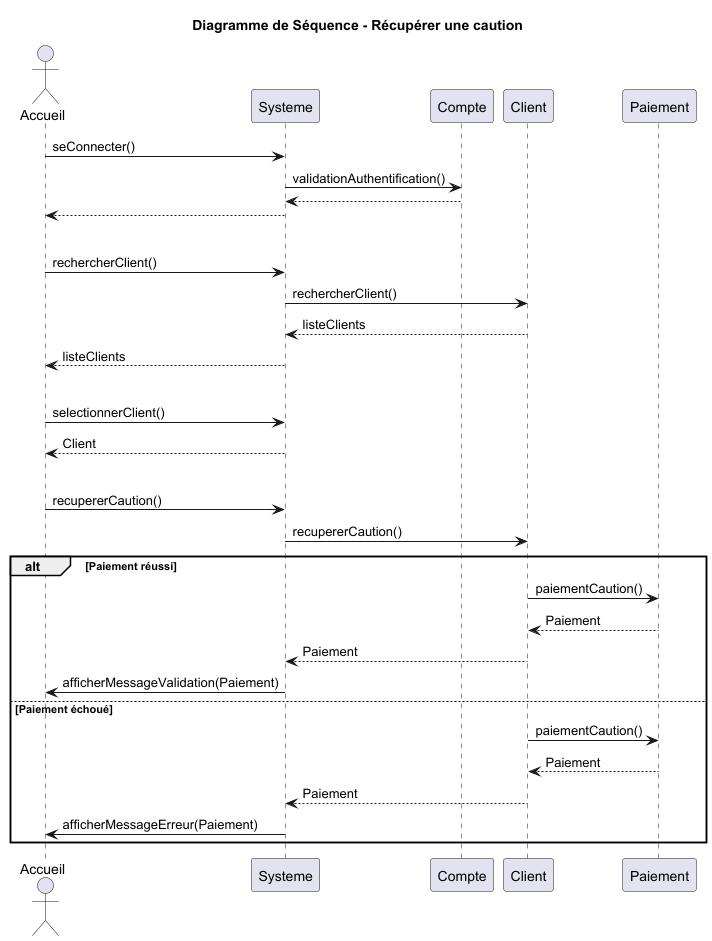 Diagramme de Séquence - Récupérer une caution
Accueil
Systeme
Compte
Client
Paiement
seConnecter()
validationAuthentification()
rechercherClient()
rechercherClient()
listeClients
listeClients
selectionnerClient()
Client
recupererCaution()
recupererCaution()
alt
[Paiement réussi]
paiementCaution()
Paiement
Paiement
afficherMessageValidation(Paiement)
[Paiement échoué]
paiementCaution()
Paiement
Paiement
afficherMessageErreur(Paiement)
Accueil
Systeme
Compte
Client
Paiement